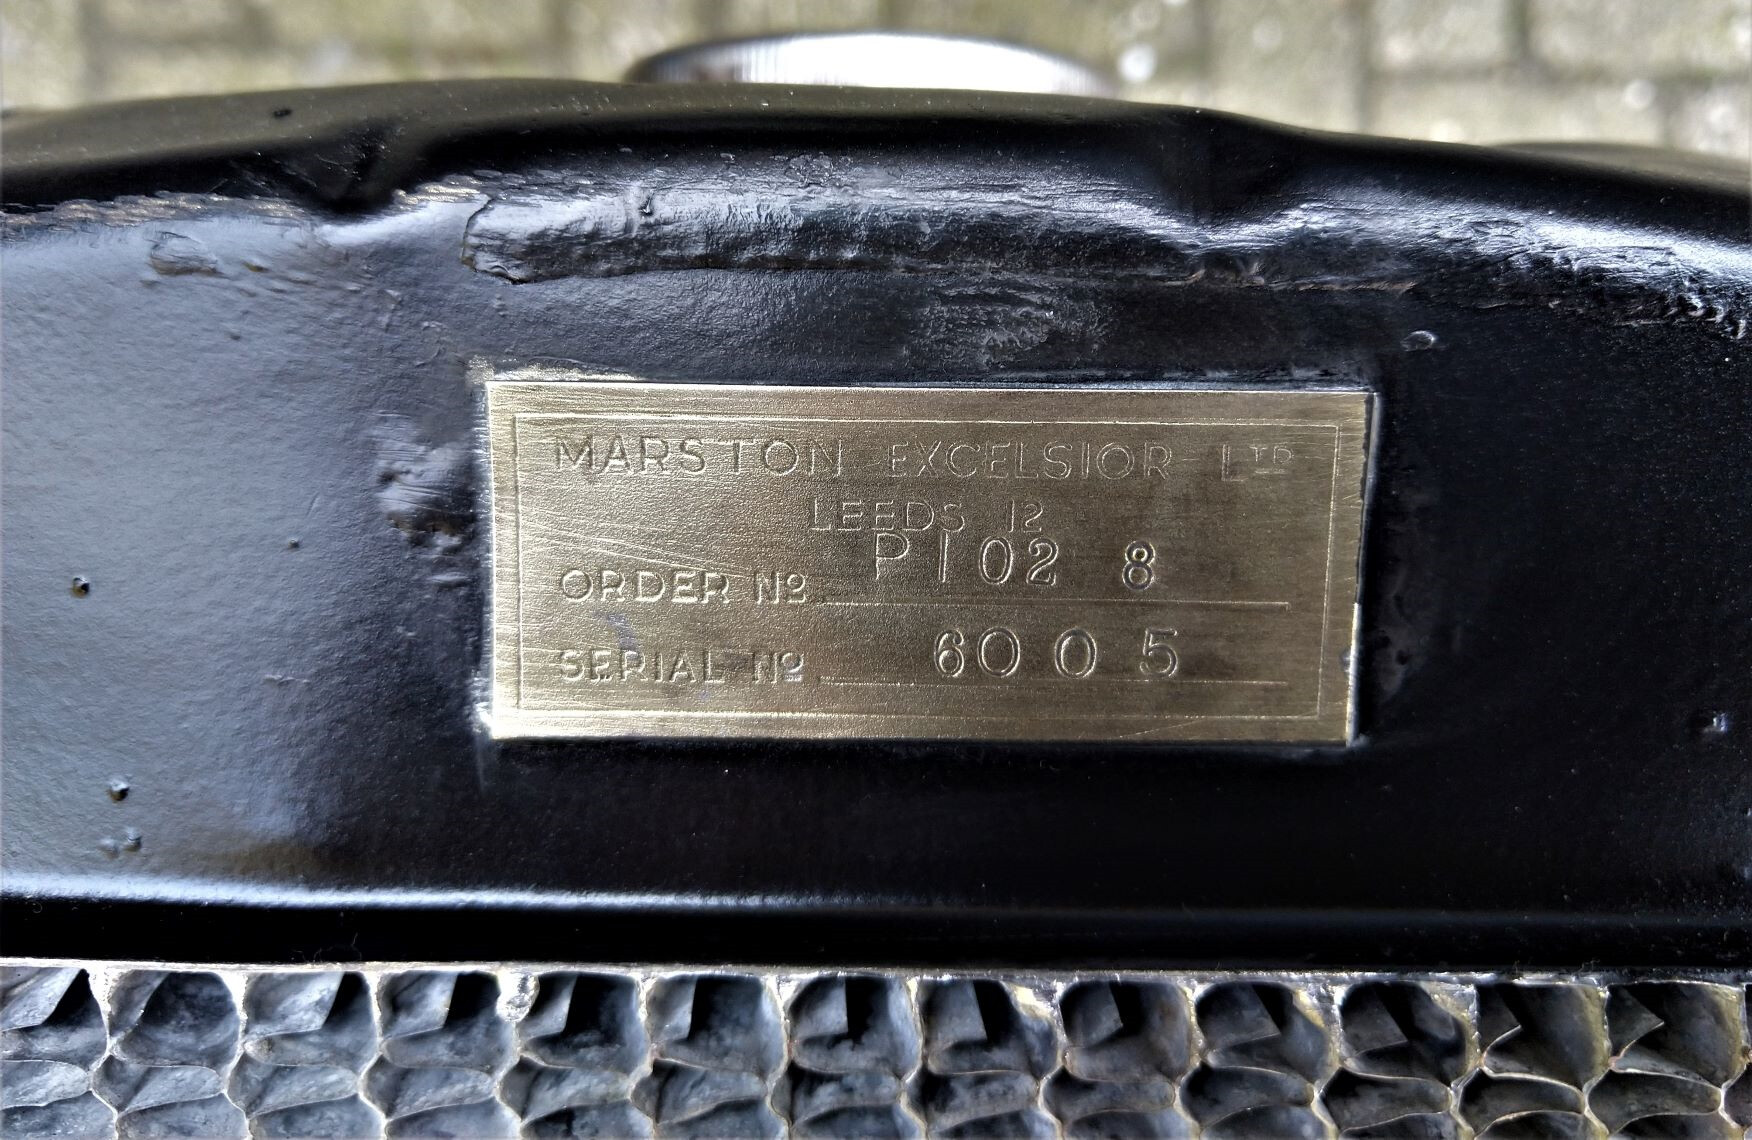 MARSTON EXCELSIOR LTD
LEEDS 12
ORDER Nº P102 8
SERIAL Nº 6005